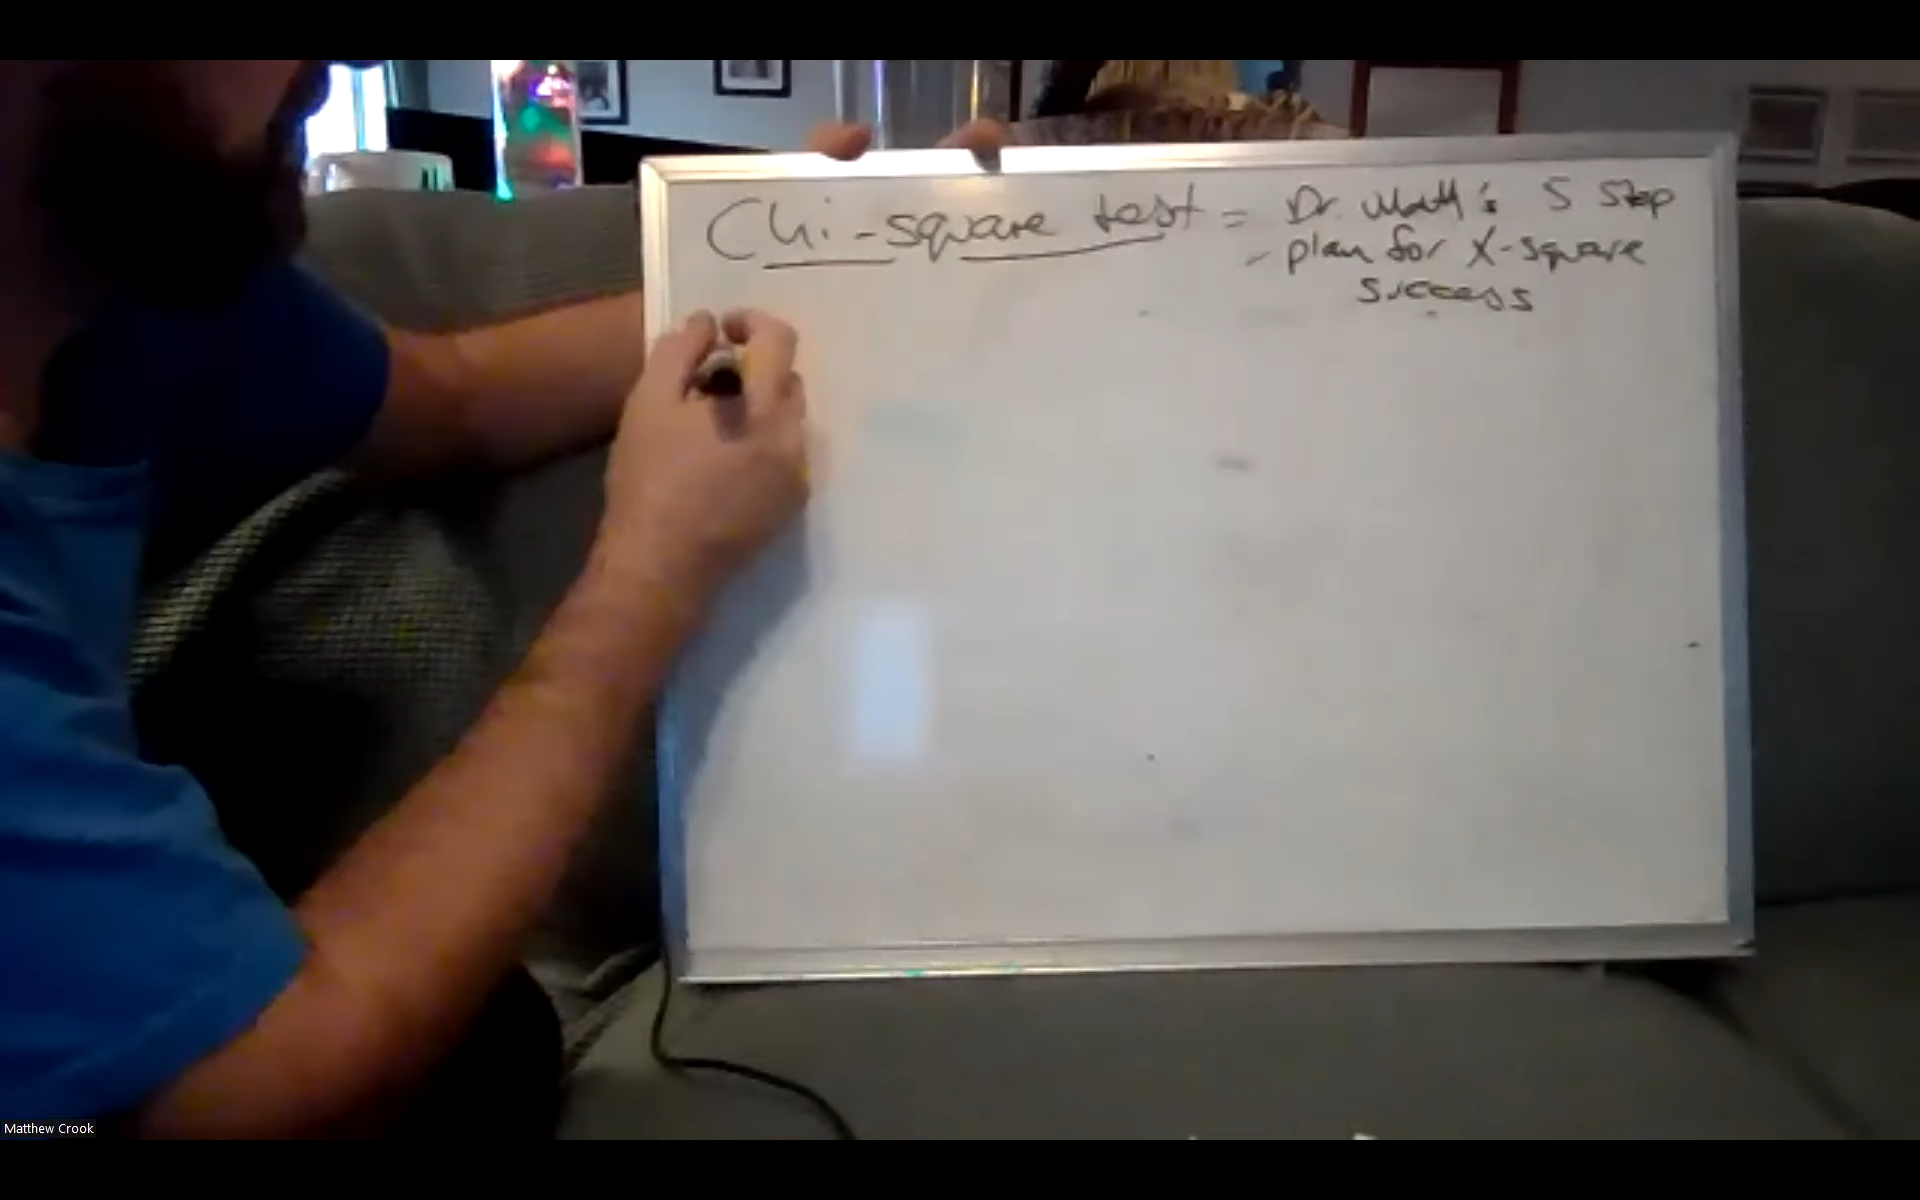 Chi-square test = Dr. Matt's 5 step
- plan for X-square
success
Matthew Crook